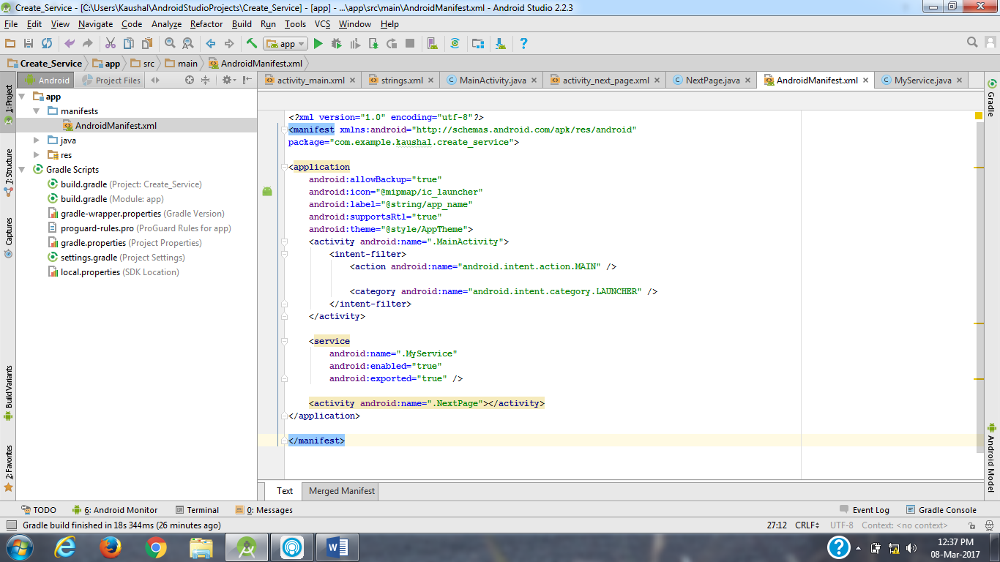 Create_Service - [C:\Users\Kaushal\AndroidStudioProjects\Create_Service] - [app] - ...\app\src\main\AndroidManifest.xml - Android Studio 2.2.3
File Edit View Navigate Code Analyze Refactor Build Run Tools VCS Window Help
app
Create_Service app src main AndroidManifest.xml
Android Project Files
activity_main.xml strings.xml MainActivity.java activity_next_page.xml NextPage.java AndroidManifest.xml MyService.java
1: Project
7: Structure
Captures
Build Variants
2: Favorites
app
manifests
AndroidManifest.xml
java
res
Gradle Scripts
build.gradle (Project: Create_Service)
build.gradle (Module: app)
gradle-wrapper.properties (Gradle Version)
proguard-rules.pro (ProGuard Rules for app)
gradle.properties (Project Properties)
settings.gradle (Project Settings)
local.properties (SDK Location)
<?xml version="1.0" encoding="utf-8"?>
<manifest xmlns:android="http://schemas.android.com/apk/res/android"
package="com.example.kaushal.create_service">
<application
android:allowBackup="true"
android:icon="@mipmap/ic_launcher"
android:label="@string/app_name"
android:supportsRtl="true"
android:theme="@style/AppTheme">
<activity android:name=".MainActivity">
<intent-filter>
<action android:name="android.intent.action.MAIN" />
<category android:name="android.intent.category.LAUNCHER" />
</intent-filter>
</activity>
<service
android:name=".MyService"
android:enabled="true"
android:exported="true" />
<activity android:name=".NextPage"></activity>
</application>
</manifest>
Gradle
Android Model
Text Merged Manifest
TODO 6: Android Monitor Terminal 0: Messages Event Log Gradle Console
Gradle build finished in 18s 344ms (26 minutes ago) 27:12 CRLF UTF-8 Context: <no context>
12:37 PM
08-Mar-2017